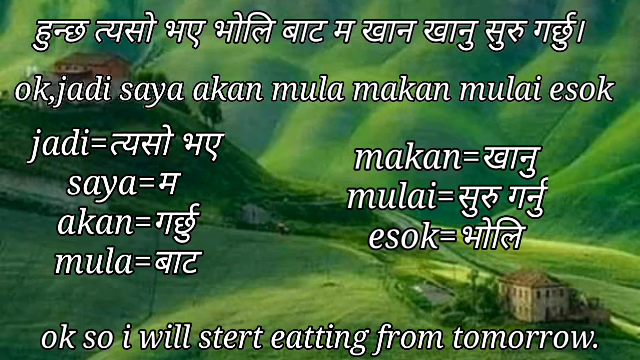 हुन्छ त्यसो भए भोलि बाट म खान खानु सुरु गर्छु।
ok,jadi saya akan mula makan mulai esok
jadi=त्यसो भए
saya=म
akan=गर्छु
mula=बाट
makan=खानु
mulai=सुरु गर्नु
esok=भोलि
ok so i will stert eatting from tomorrow.